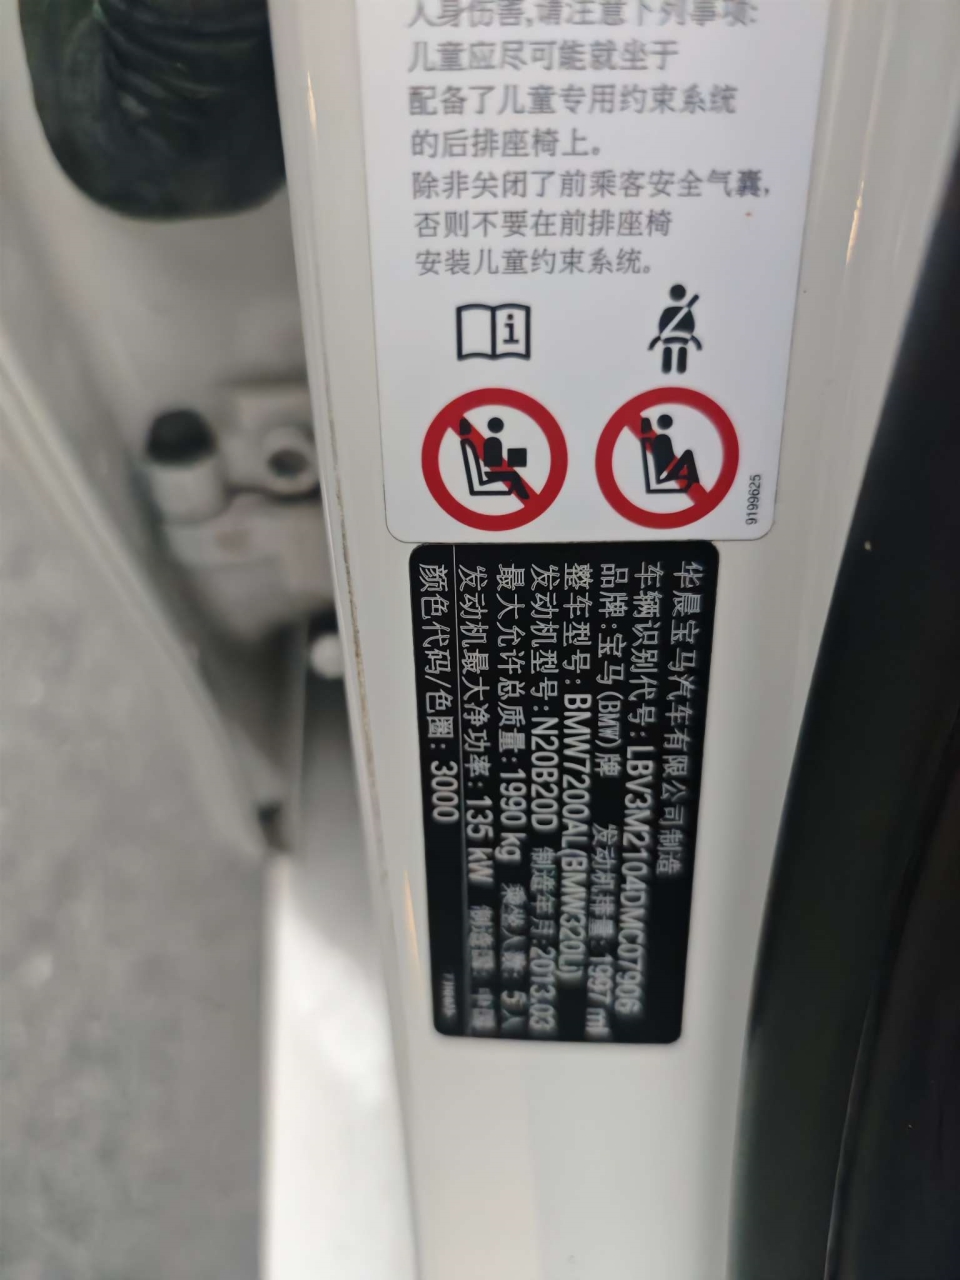 人身伤害,请注意下列事项:
儿童应尽可能就坐于
配备了儿童专用约束系统
的后排座椅上。
除非关闭了前乘客安全气囊,
否则不要在前排座椅
安装儿童约束系统。
9199625
华晨宝马汽车有限公司制造
车辆识别代号:LBV3M2104DMC07906
品牌:宝马(BMW)牌 发动机排量: 1997 ml
整车型号: BMW7200AL(BMW320L)
发动机型号:N20B20D 制造年月:2013.03
最大允许总质量:1990 kg 乘坐人数: 5人
发动机最大净功率: 135 kW 制造国: 中国
颜色代码/色圈: 3000